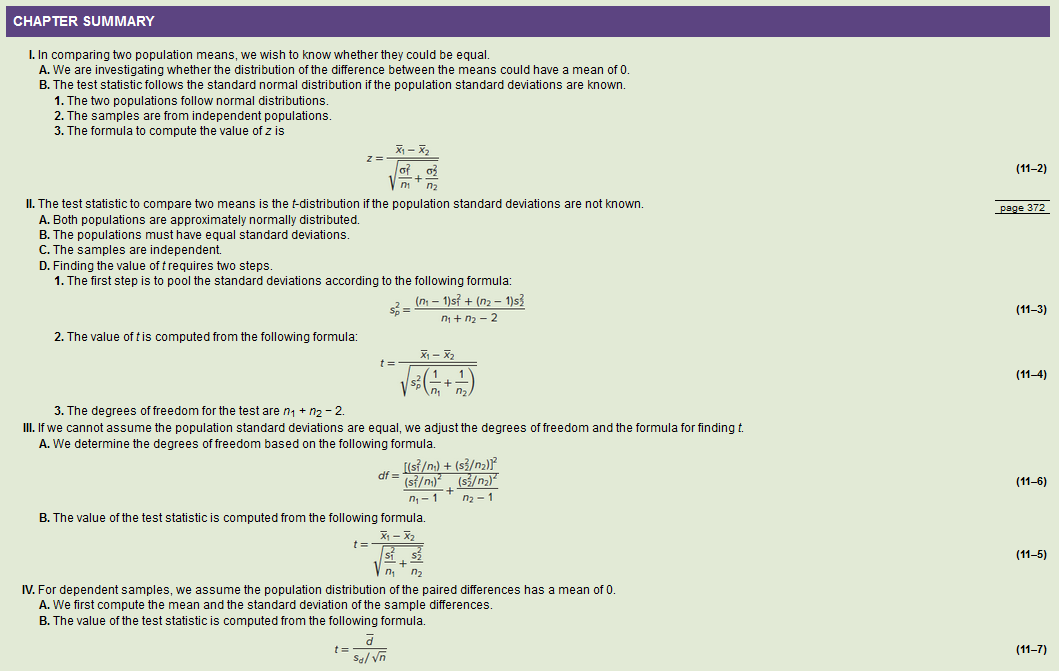 CHAPTER SUMMARY
I. In comparing two population means, we wish to know whether they could be equal.
A. We are investigating whether the distribution of the difference between the means could have a mean of 0.
B. The test statistic follows the standard normal distribution if the population standard deviations are known.
1. The two populations follow normal distributions.
2. The samples are from independent populations.
3. The formula to compute the value of z is
z = (x̄₁ − x̄₂) / √(σ₁²/n₁ + σ₂²/n₂) (11–2)
II. The test statistic to compare two means is the t-distribution if the population standard deviations are not known.
page 372
A. Both populations are approximately normally distributed.
B. The populations must have equal standard deviations.
C. The samples are independent.
D. Finding the value of t requires two steps.
1. The first step is to pool the standard deviations according to the following formula:
sₚ² = ((n₁ − 1)s₁² + (n₂ − 1)s₂²) / (n₁ + n₂ − 2) (11–3)
2. The value of t is computed from the following formula:
t = (x̄₁ − x̄₂) / √(sₚ²(1/n₁ + 1/n₂)) (11–4)
3. The degrees of freedom for the test are n₁ + n₂ − 2.
III. If we cannot assume the population standard deviations are equal, we adjust the degrees of freedom and the formula for finding t.
A. We determine the degrees of freedom based on the following formula.
df = [(s₁²/n₁) + (s₂²/n₂)]² / ((s₁²/n₁)²/(n₁ − 1) + (s₂²/n₂)²/(n₂ − 1)) (11–6)
B. The value of the test statistic is computed from the following formula.
t = (x̄₁ − x̄₂) / √(s₁²/n₁ + s₂²/n₂) (11–5)
IV. For dependent samples, we assume the population distribution of the paired differences has a mean of 0.
A. We first compute the mean and the standard deviation of the sample differences.
B. The value of the test statistic is computed from the following formula.
t = d̄ / (s_d/√n) (11–7)